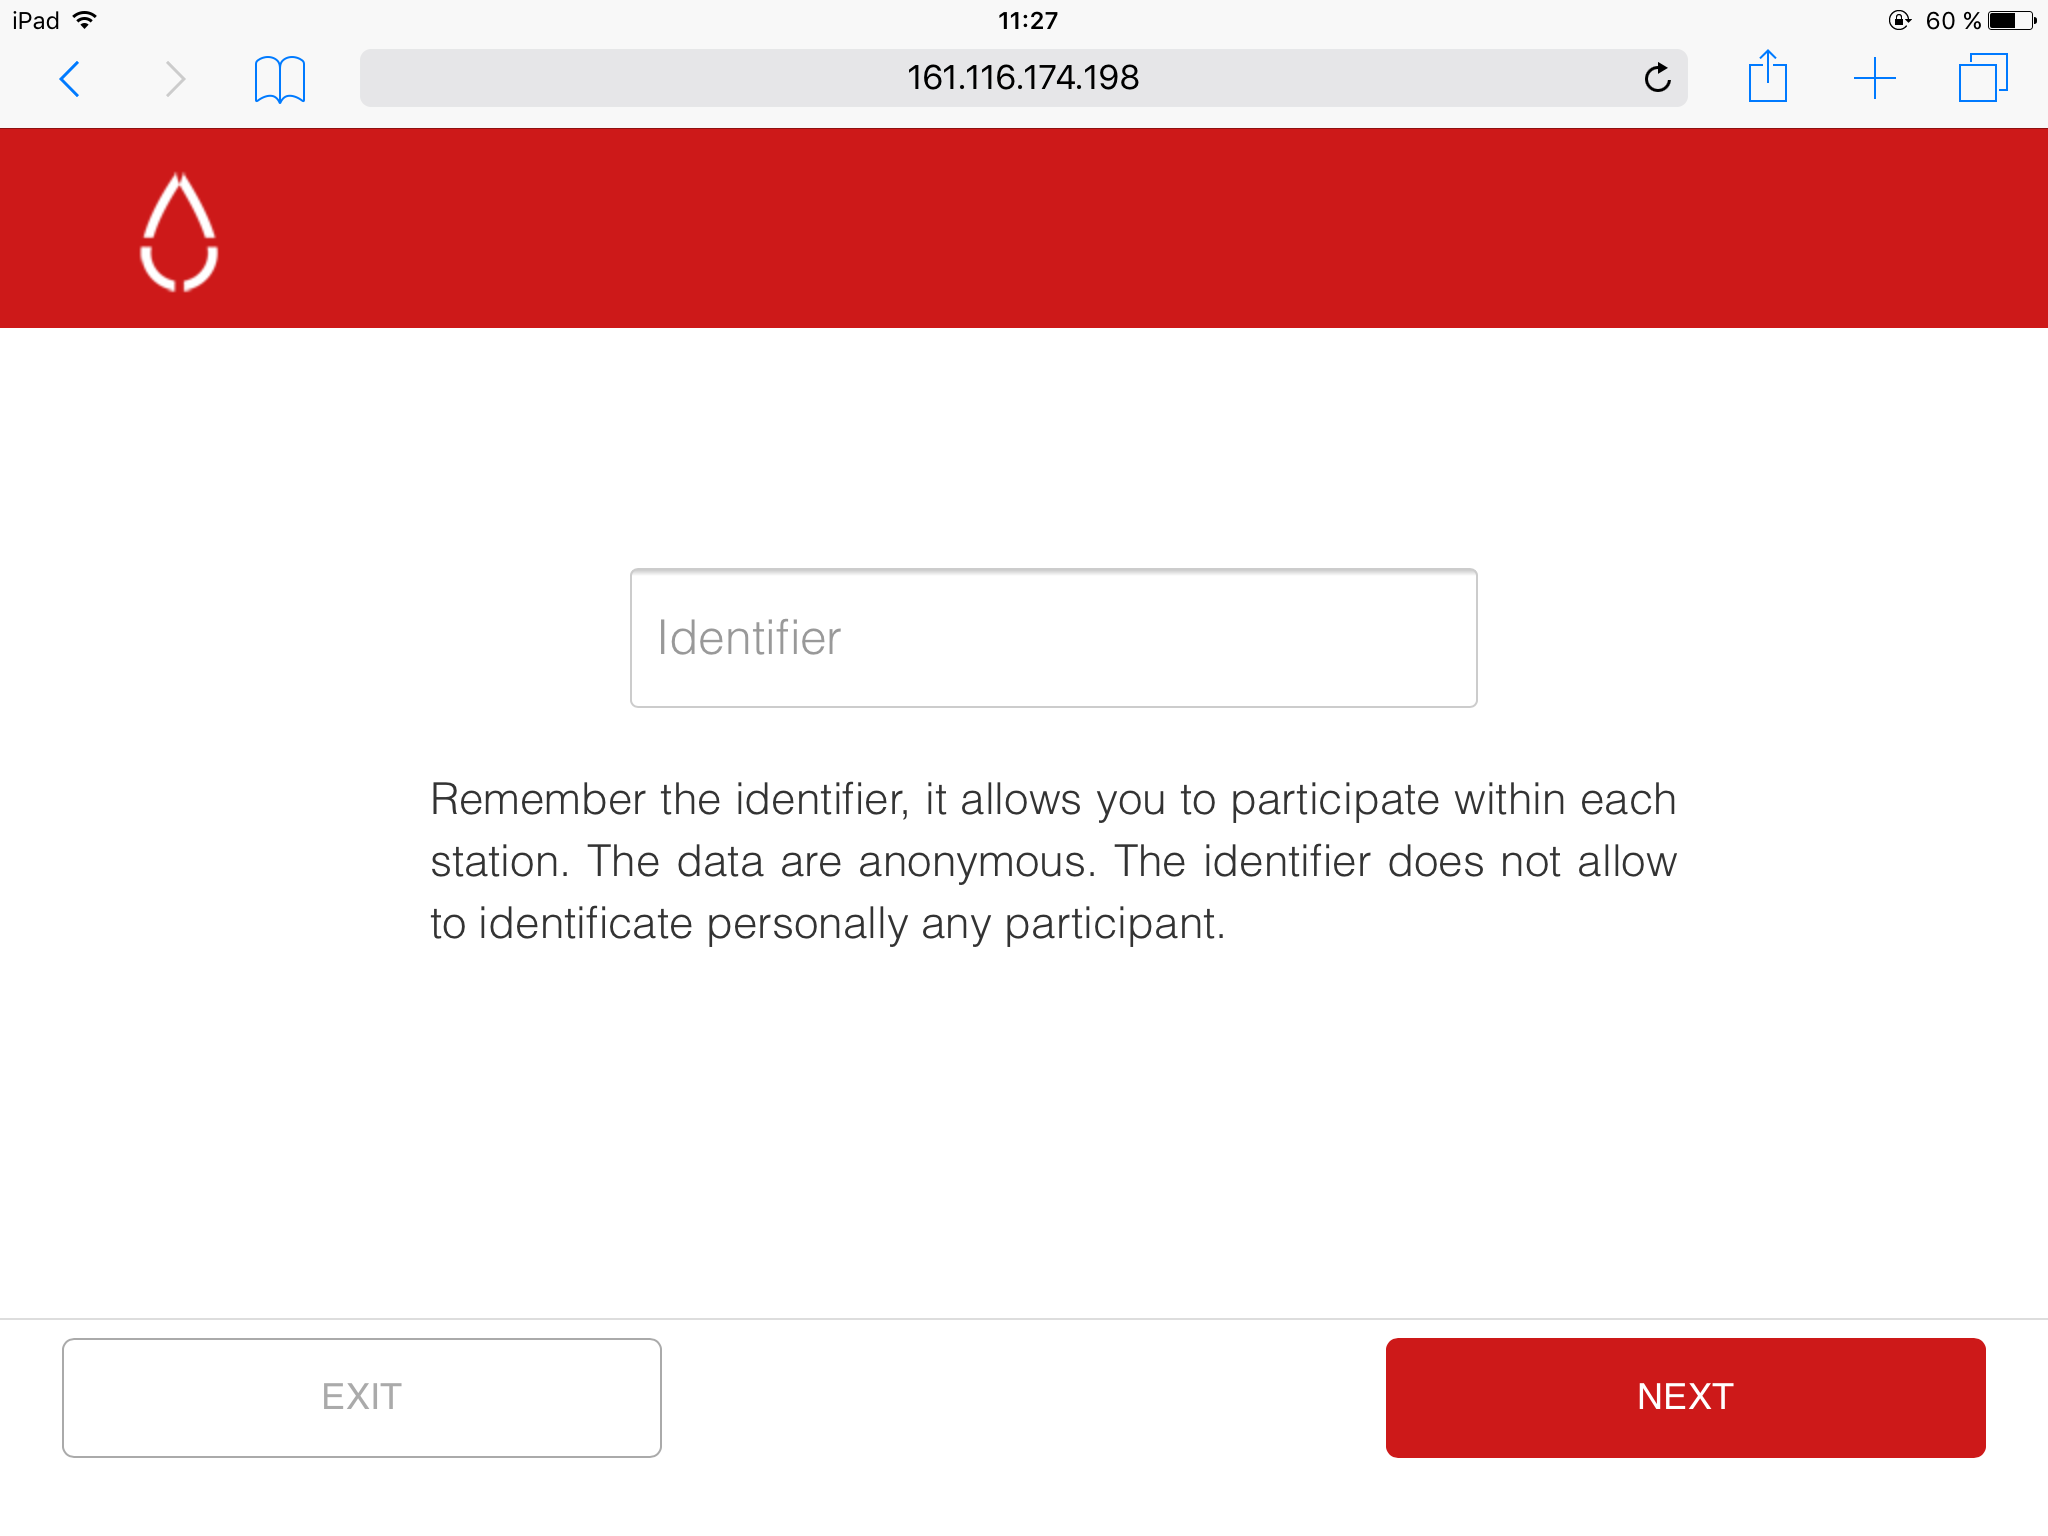 iPad 11:27 60 %
161.116.174.198
Identifier
Remember the identifier, it allows you to participate within each
station. The data are anonymous. The identifier does not allow
to identificate personally any participant.
EXIT NEXT